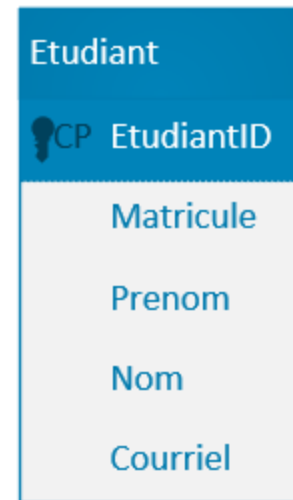 Etudiant
CP EtudiantID
Matricule
Prenom
Nom
Courriel